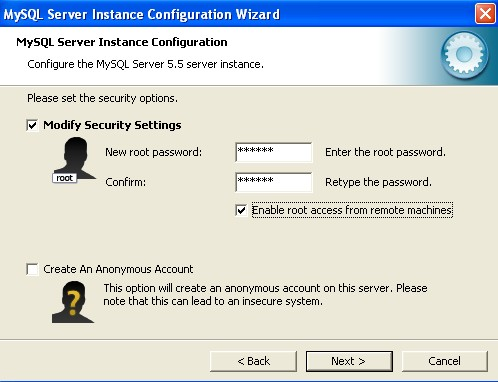 MySQL Server Instance Configuration Wizard
MySQL Server Instance Configuration
Configure the MySQL Server 5.5 server instance.
Please set the security options.
Modify Security Settings
New root password: ****** Enter the root password.
root
Confirm: ****** Retype the password.
Enable root access from remote machines
Create An Anonymous Account
This option will create an anonymous account on this server. Please
note that this can lead to an insecure system.
< Back Next > Cancel